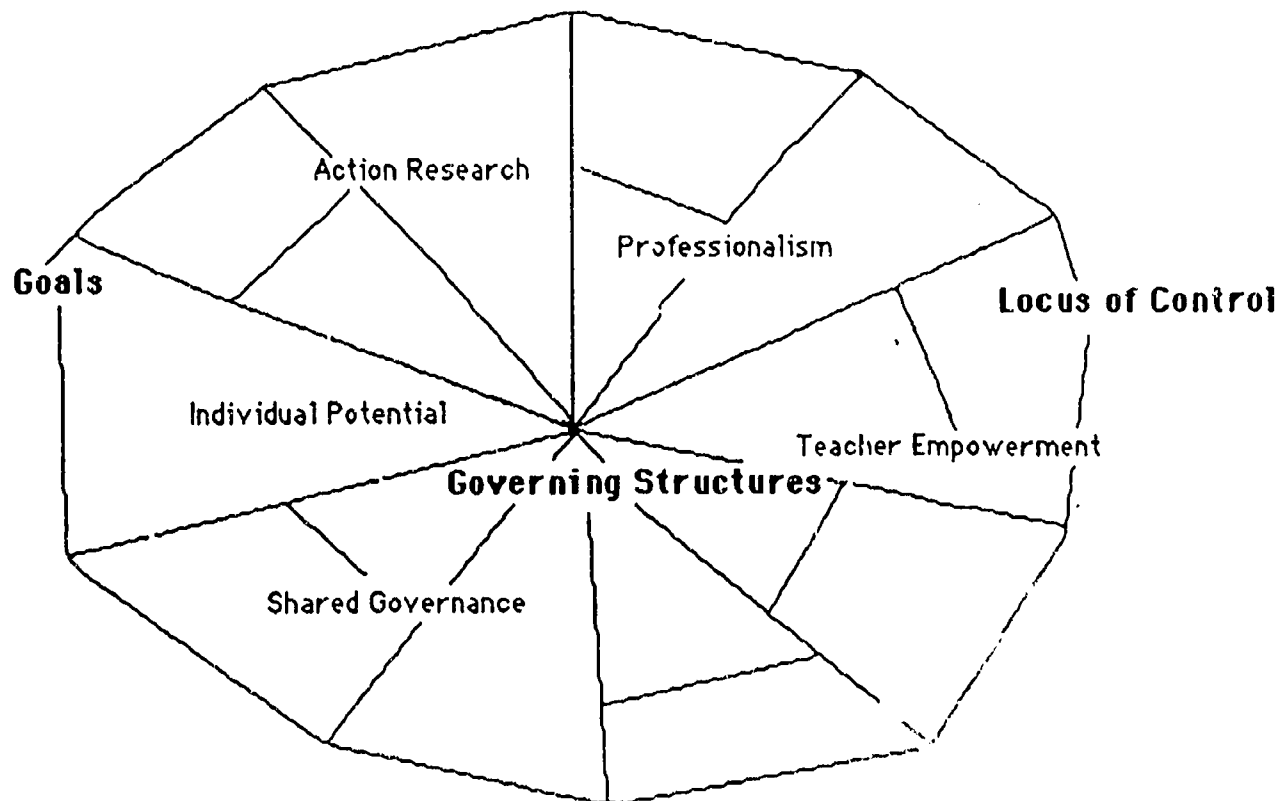 Action Research
Professionalism
Goals
Locus of Control
Individual Potential
Teacher Empowerment
Governing Structures
Shared Governance